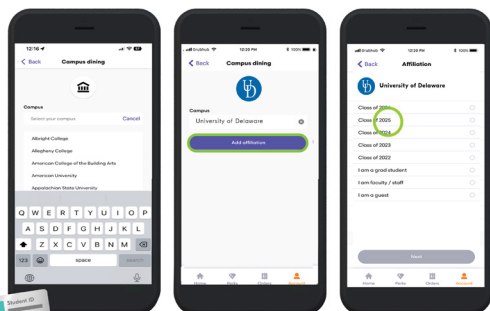 12:16
Back Campus dining
Campus
Select your campus Cancel
Albright College
Allegheny College
American College of the Building Arts
American University
Appalachian State University
Q W E R T Y U I O P
A S D F G H J K L
Z X C V B N M
123 space search
Student ID
Grubhub 12:26 PM 100%
Back Campus dining
UD
Campus
University of Delaware
Add affiliation
Home Perks Orders Account
Grubhub 12:26 PM 100%
Back Affiliation
UD University of Delaware
Class of
Class of 2025
Class of 2024
Class of 2023
Class of 2022
I am a grad student
I am faculty / staff
I am a guest
Next
Home Perks Orders Account